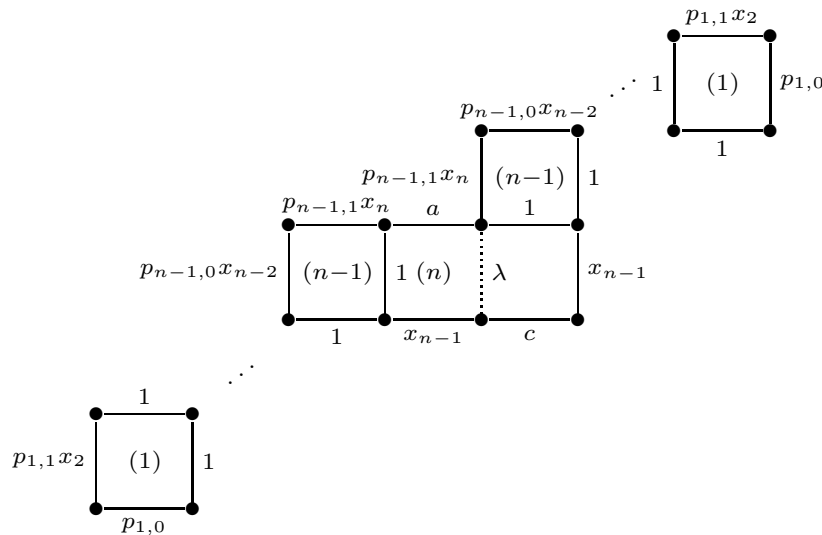 p_{1,1}x_2
1 (1) p_{1,0}
⋰
1
p_{n−1,0}x_{n−2}
p_{n−1,1}x_n (n−1) 1
p_{n−1,1}x_n a 1
p_{n−1,0}x_{n−2} (n−1) 1 (n) λ x_{n−1}
1 x_{n−1} c
⋰
1
p_{1,1}x_2 (1) 1
p_{1,0}